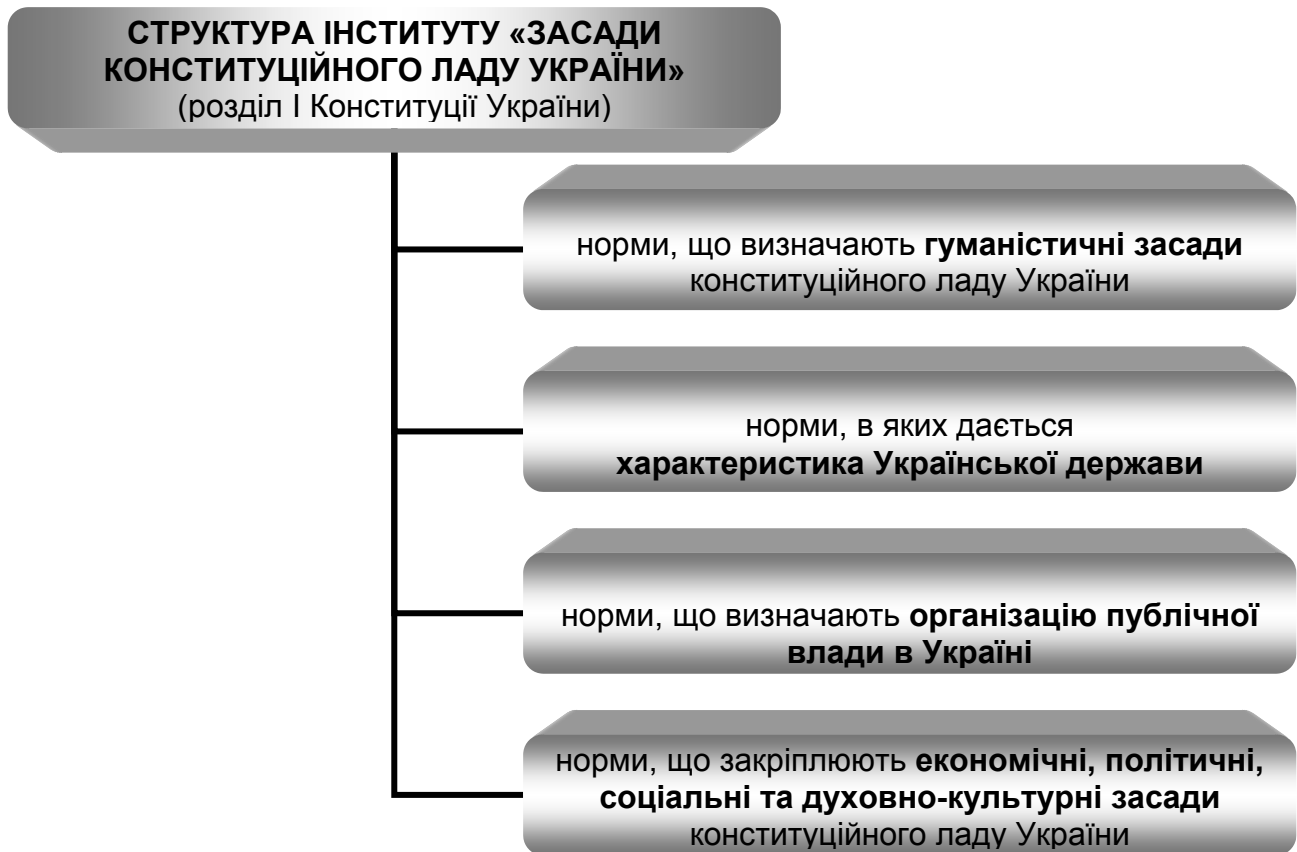 СТРУКТУРА ІНСТИТУТУ «ЗАСАДИ
КОНСТИТУЦІЙНОГО ЛАДУ УКРАЇНИ»
(розділ І Конституції України)
норми, що визначають гуманістичні засади
конституційного ладу України
норми, в яких дається
характеристика Української держави
норми, що визначають організацію публічної
влади в Україні
норми, що закріплюють економічні, політичні,
соціальні та духовно-культурні засади
конституційного ладу України